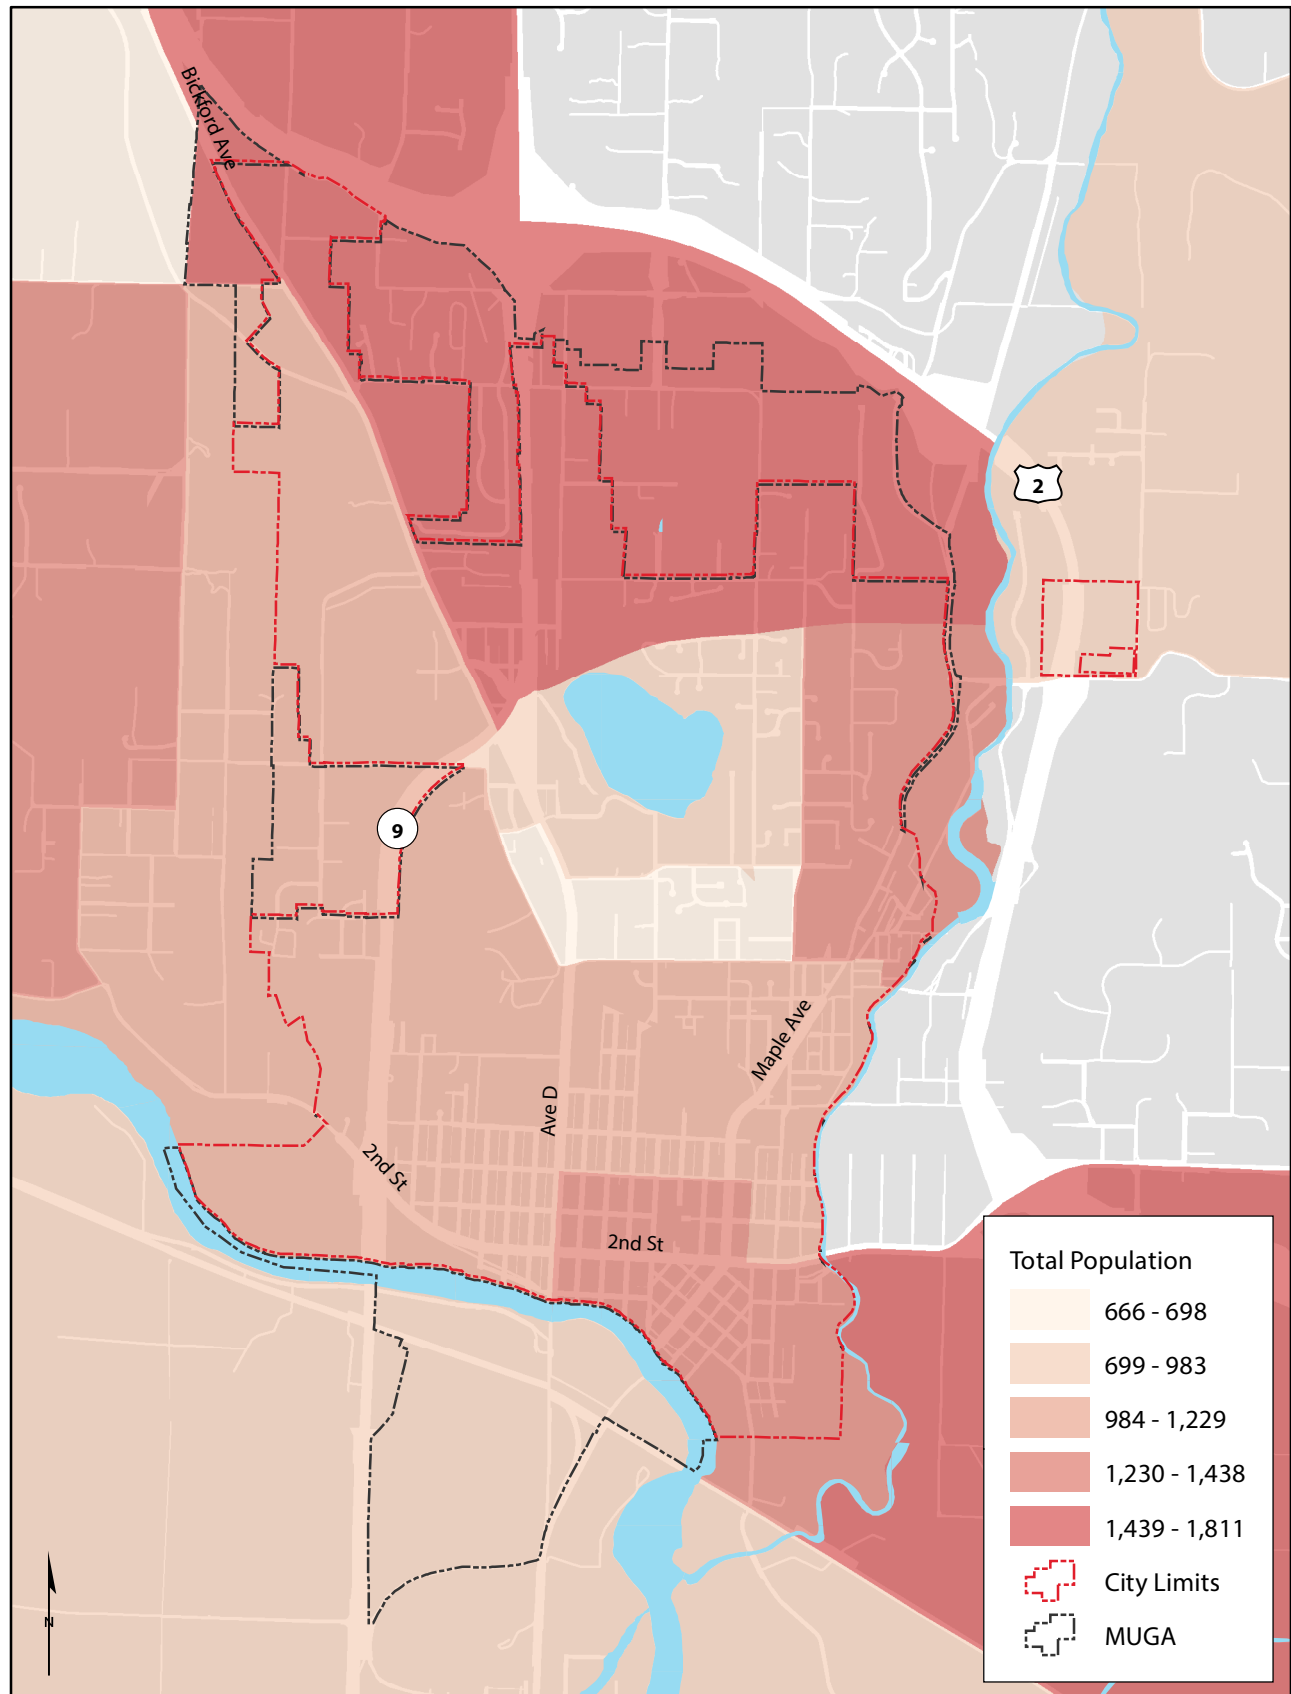 Bickford Ave
2
9
Maple Ave
Ave D
2nd St
2nd St
Total Population
666 - 698
699 - 983
984 - 1,229
1,230 - 1,438
1,439 - 1,811
City Limits
MUGA
N